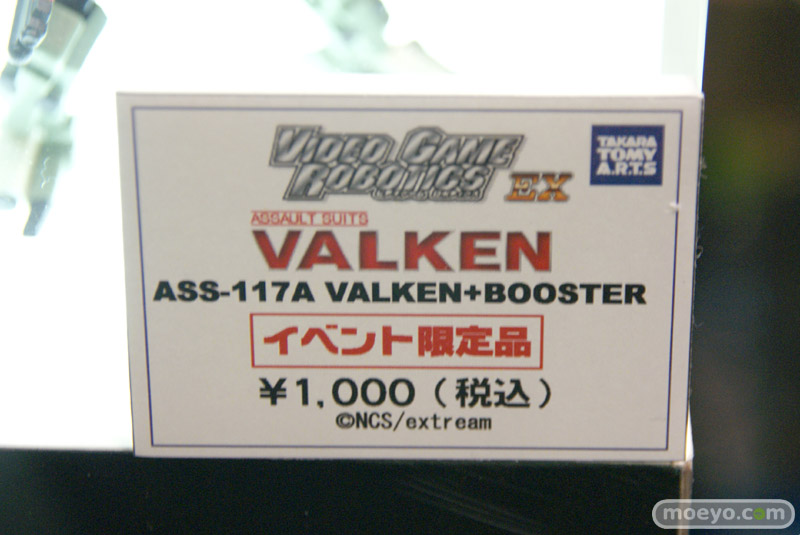 VIDEO GAME
ROBOTICS EX
TAKARA
TOMY
A.R.T.S
ASSAULT SUITS
VALKEN
ASS-117A VALKEN+BOOSTER
イベント限定品
¥1,000(税込)
©NCS/extream
moeyo.com